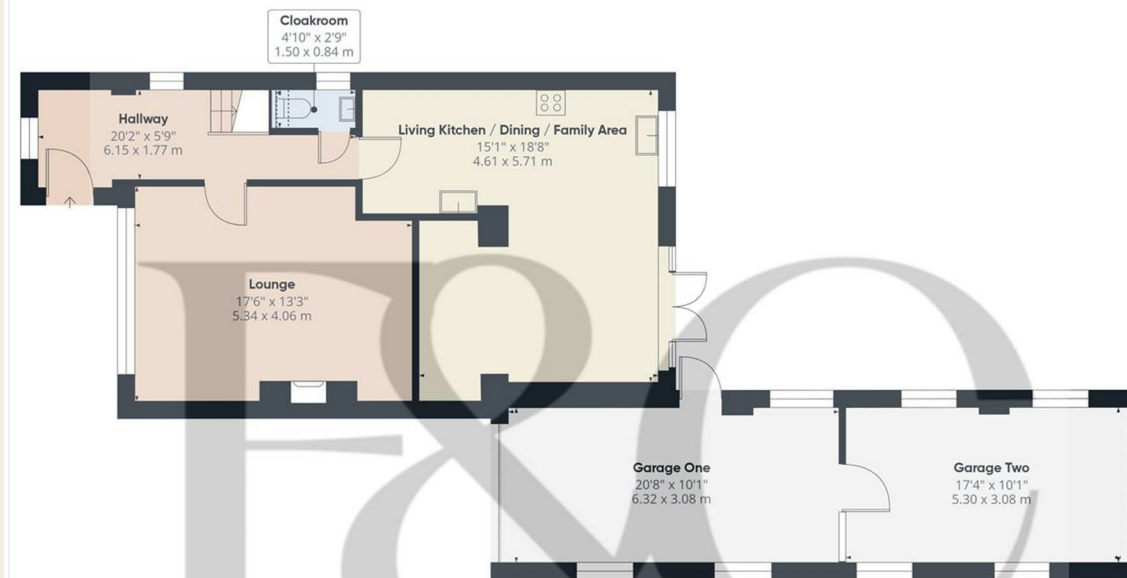 Cloakroom
4'10" x 2'9"
1.50 x 0.84 m
Hallway
20'2" x 5'9"
6.15 x 1.77 m
Living Kitchen / Dining / Family Area
15'1" x 18'8"
4.61 x 5.71 m
Lounge
17'6" x 13'3"
5.34 x 4.06 m
Garage One
20'8" x 10'1"
6.32 x 3.08 m
Garage Two
17'4" x 10'1"
5.30 x 3.08 m
F&C